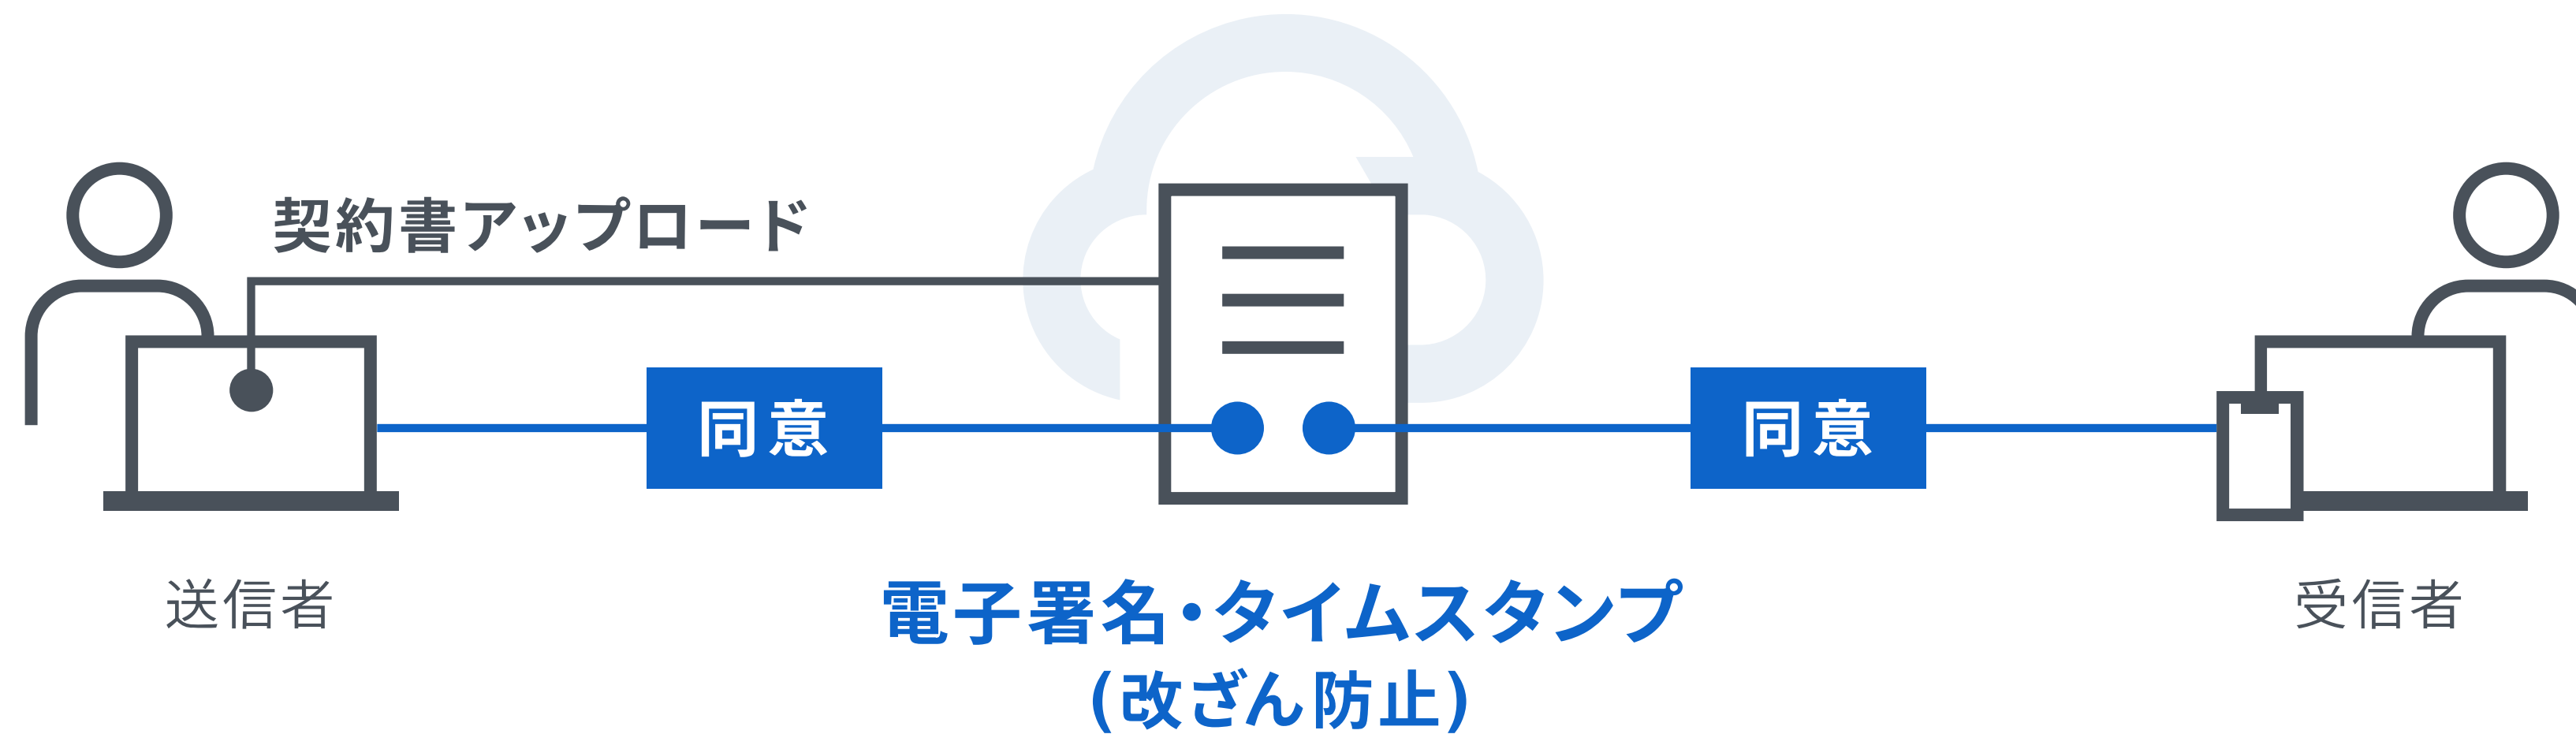 契約書アップロード
同意
同意
送信者
電子署名・タイムスタンプ
(改ざん防止)
受信者